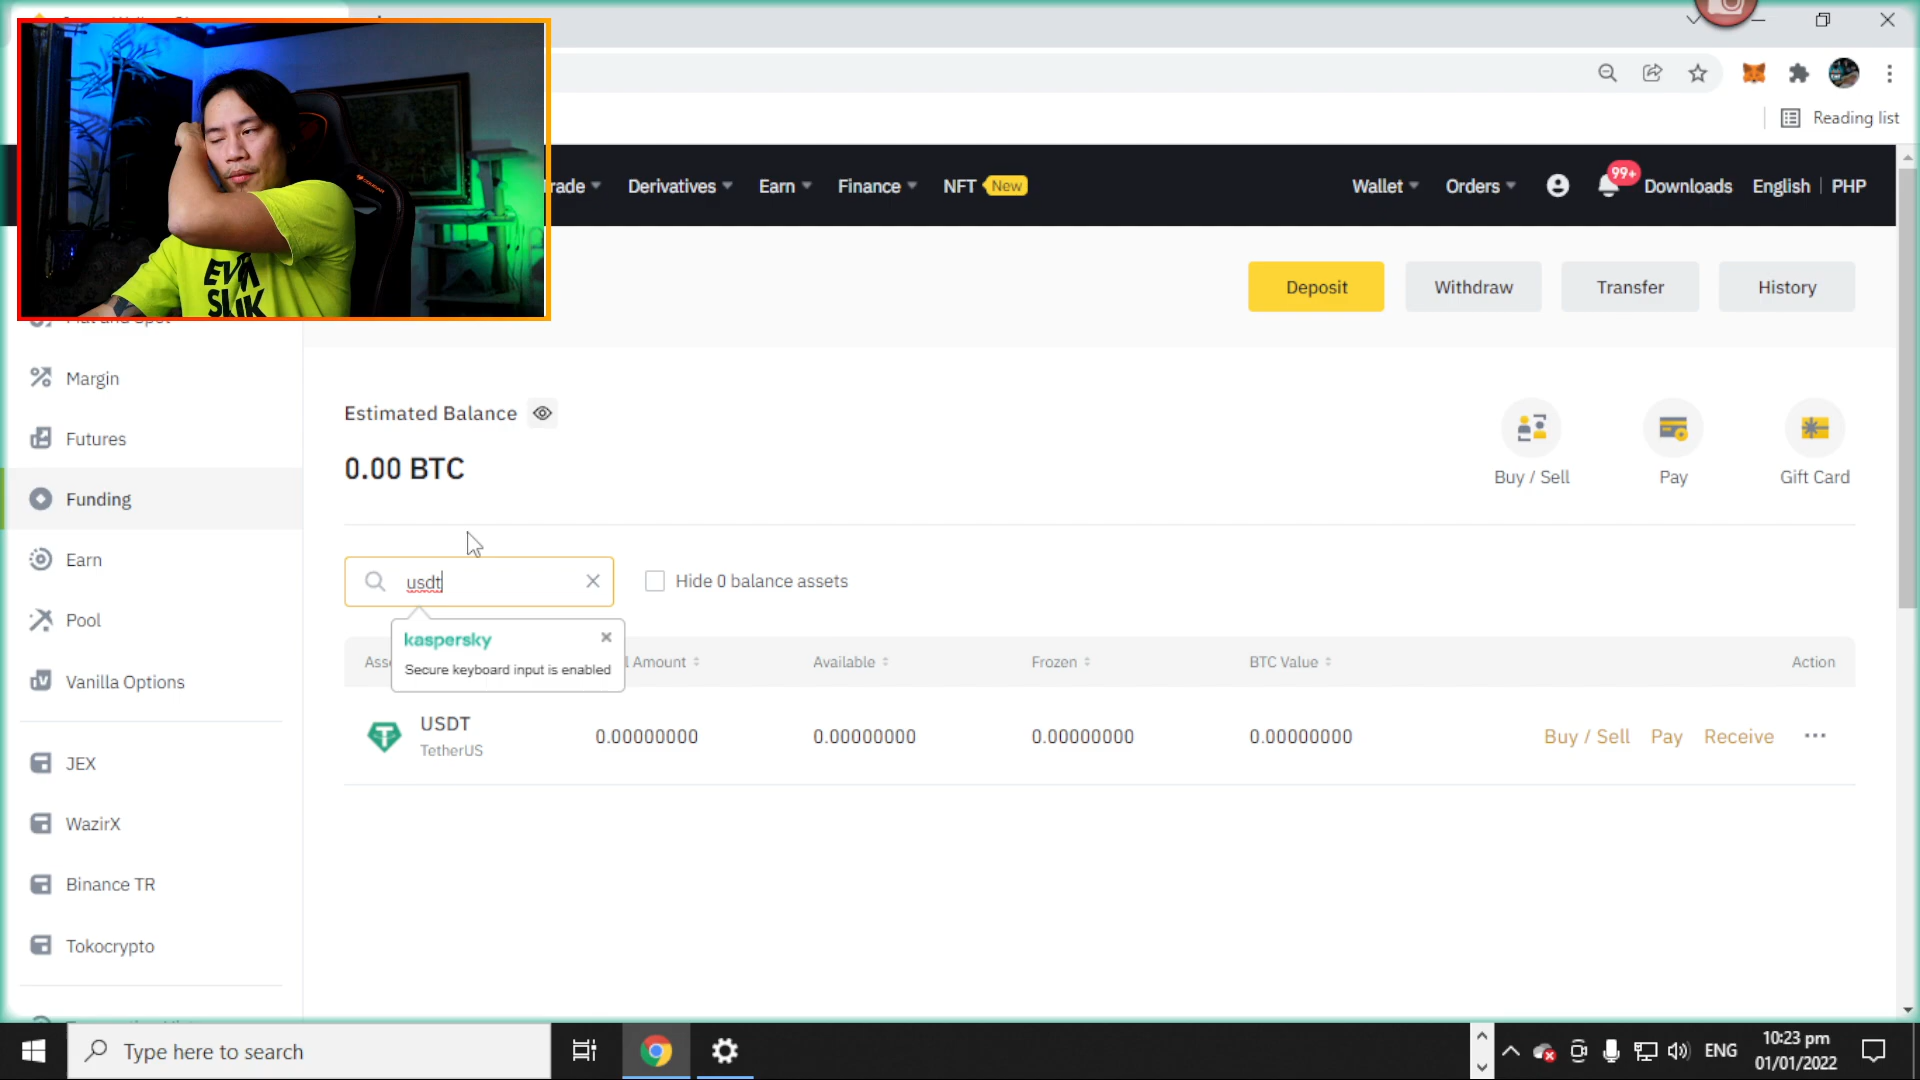 Reading list
Trade
Derivatives
Earn
Finance
NFT New
Wallet
Orders
99+
Downloads
English | PHP
Deposit
Withdraw
Transfer
History
Fiat and Spot
Margin
Futures
Funding
Earn
Pool
Vanilla Options
JEX
WazirX
Binance TR
Tokocrypto
Estimated Balance
0.00 BTC
Buy / Sell
Pay
Gift Card
usdt
Hide 0 balance assets
kaspersky
Secure keyboard input is enabled
Amount
Available
Frozen
BTC Value
Action
USDT
TetherUS
0.00000000
0.00000000
0.00000000
0.00000000
Buy / Sell
Pay
Receive
Type here to search
ENG
10:23 pm
01/01/2022